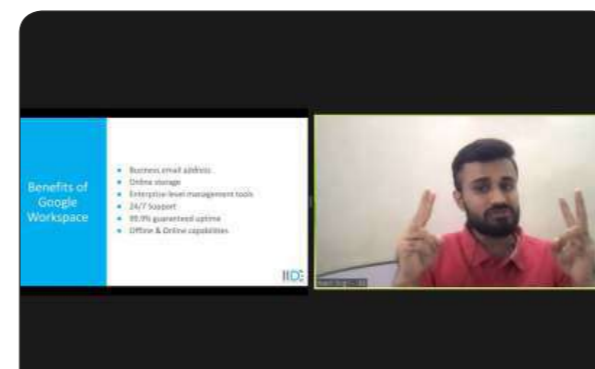 Benefits of
Google
Workspace
● Business email address
● Online storage
● Enterprise-level management tools
● 24/7 Support
● 99.9% guaranteed uptime
● Offline & Online capabilities
IIDE